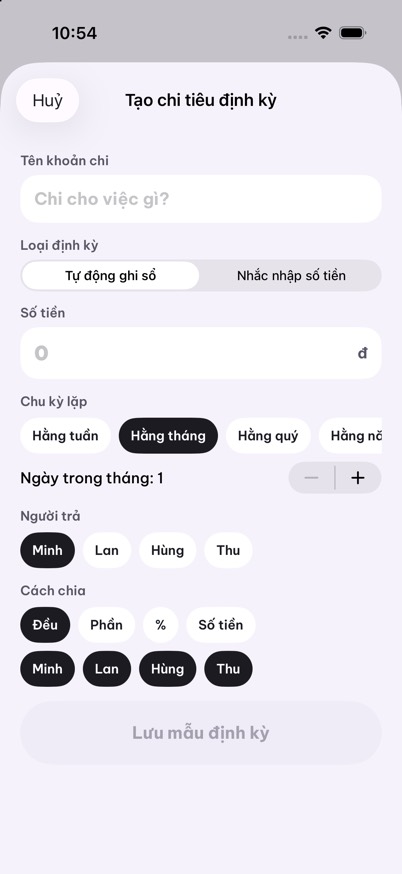 10:54
Huỷ
Tạo chi tiêu định kỳ
Tên khoản chi
Chi cho việc gì?
Loại định kỳ
Tự động ghi sổ Nhắc nhập số tiền
Số tiền
0 đ
Chu kỳ lặp
Hằng tuần Hằng tháng Hằng quý Hằng nă
Ngày trong tháng: 1
Người trả
Minh Lan Hùng Thu
Cách chia
Đều Phần % Số tiền
Minh Lan Hùng Thu
Lưu mẫu định kỳ